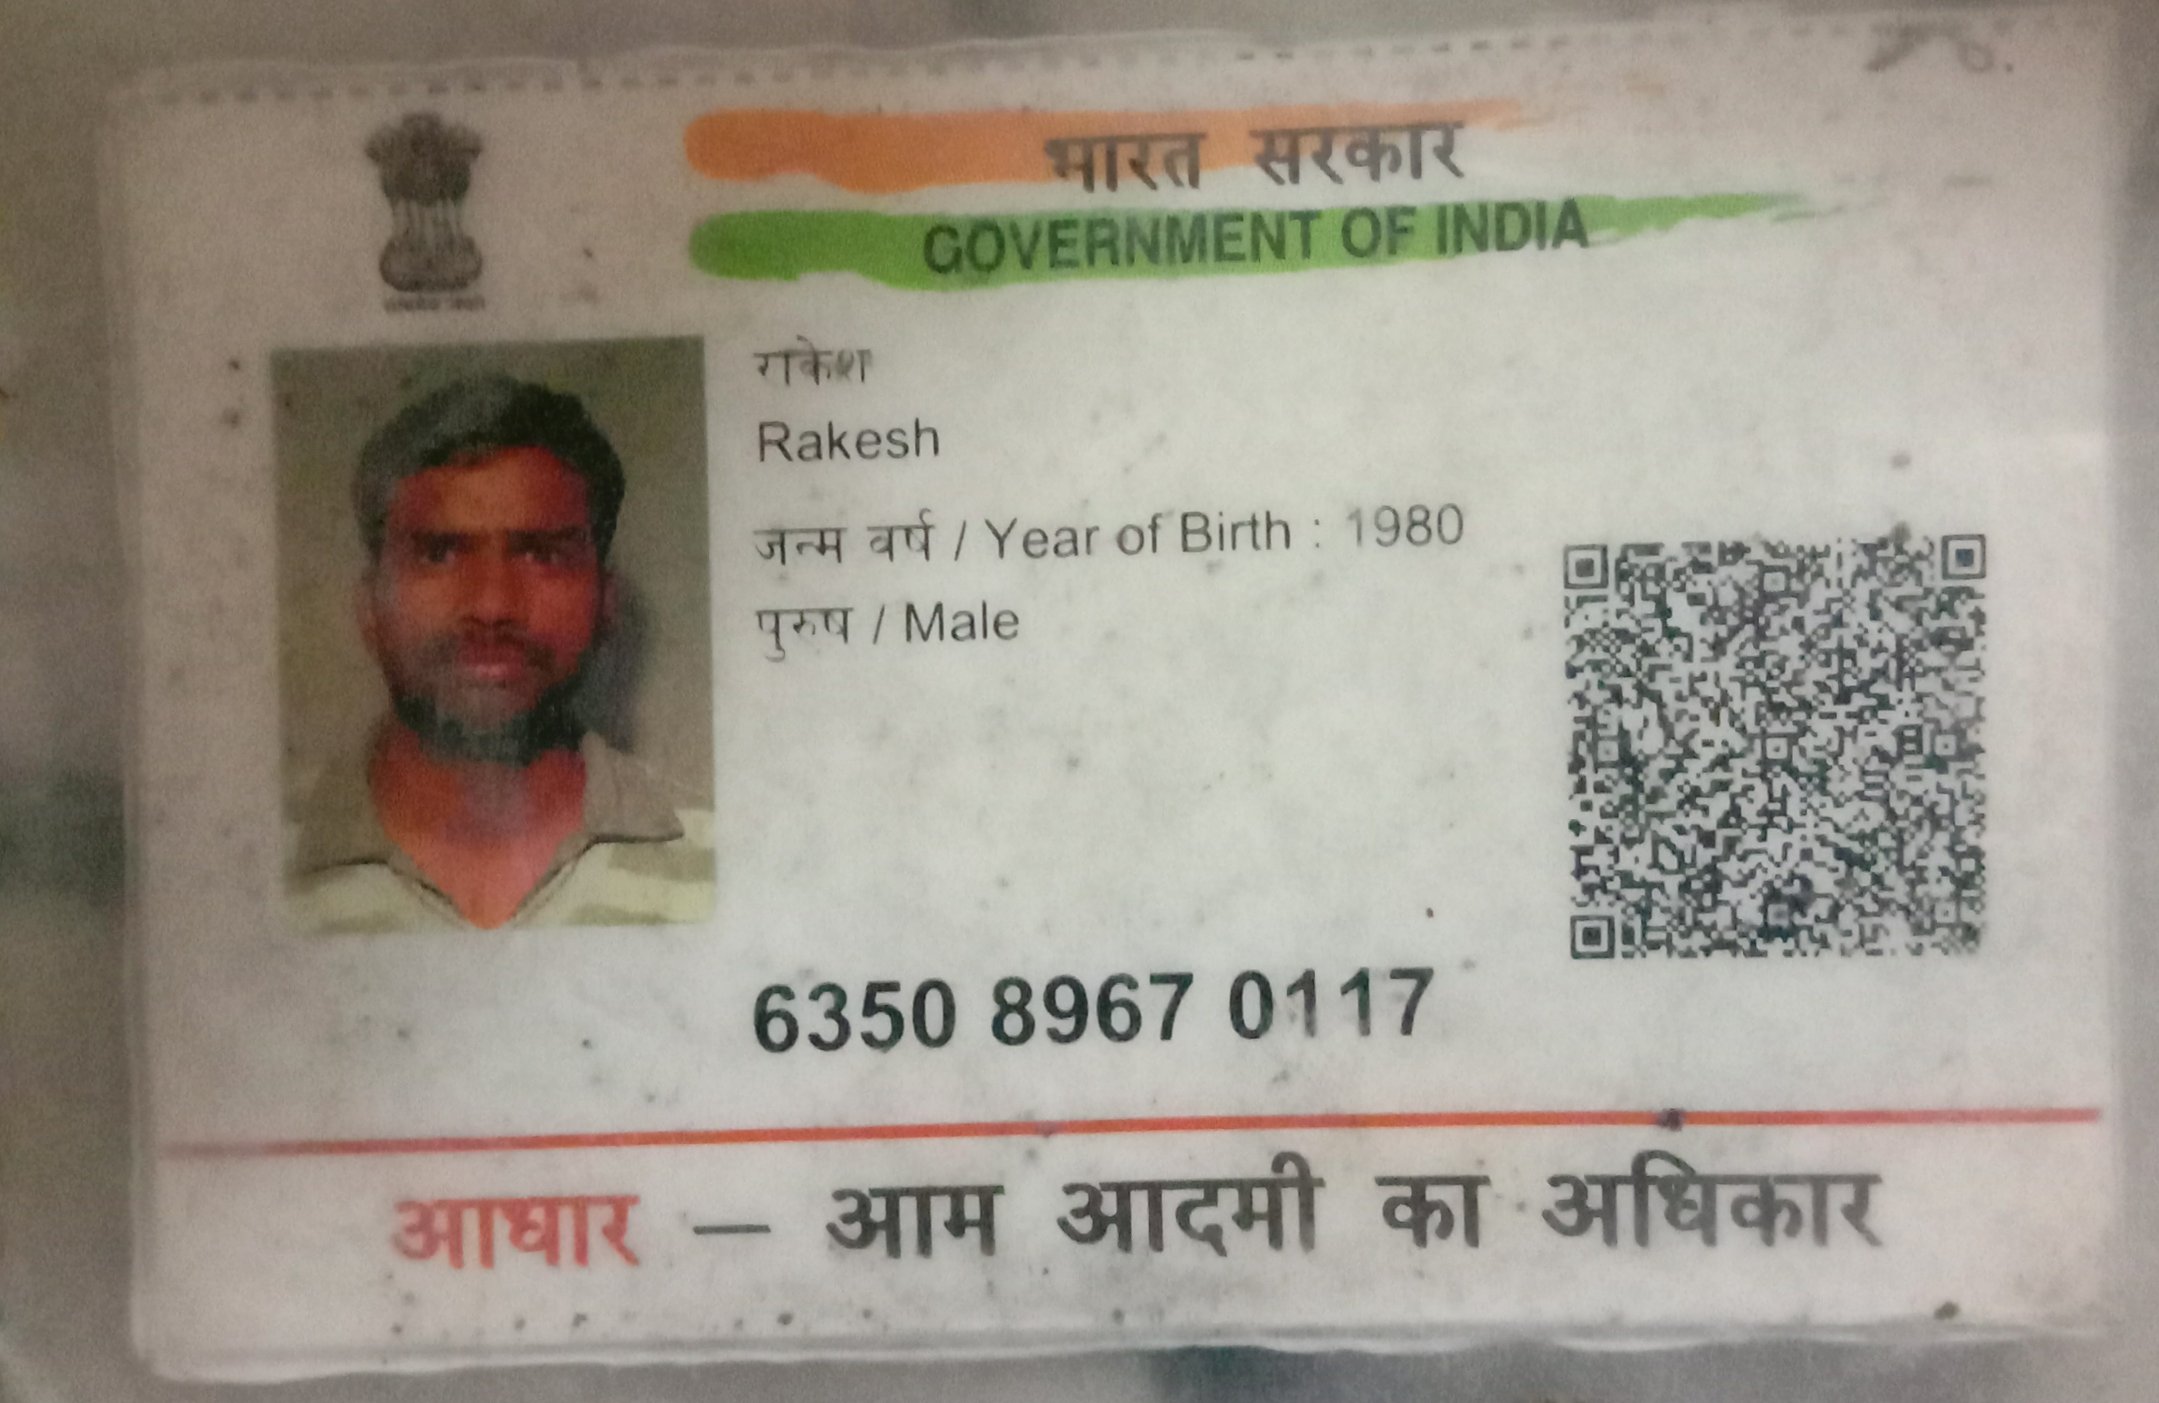 भारत सरकार
GOVERNMENT OF INDIA
राकेश
Rakesh
जन्म वर्ष / Year of Birth : 1980
पुरुष / Male
6350 8967 0117
आधार — आम आदमी का अधिकार